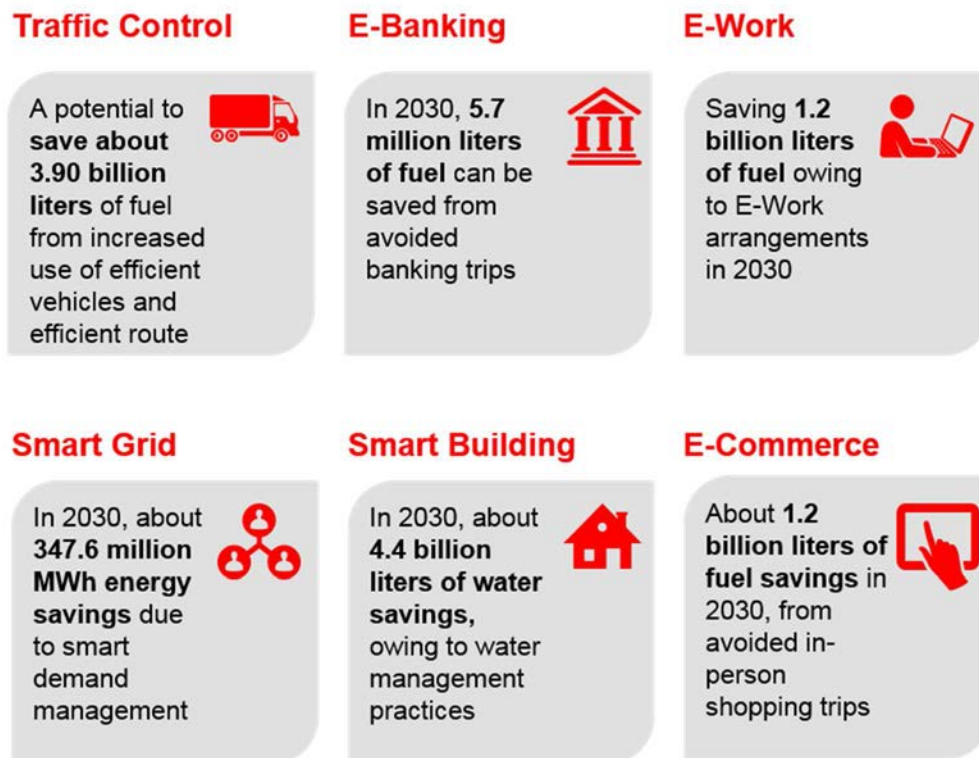 Traffic Control
A potential to
save about
3.90 billion
liters of fuel
from increased
use of efficient
vehicles and
efficient route
E-Banking
In 2030, 5.7
million liters
of fuel can be
saved from
avoided
banking trips
E-Work
Saving 1.2
billion liters
of fuel owing
to E-Work
arrangements
in 2030
Smart Grid
In 2030, about
347.6 million
MWh energy
savings due
to smart
demand
management
Smart Building
In 2030, about
4.4 billion
liters of water
savings,
owing to water
management
practices
E-Commerce
About 1.2
billion liters of
fuel savings in
2030, from
avoided in-
person
shopping trips